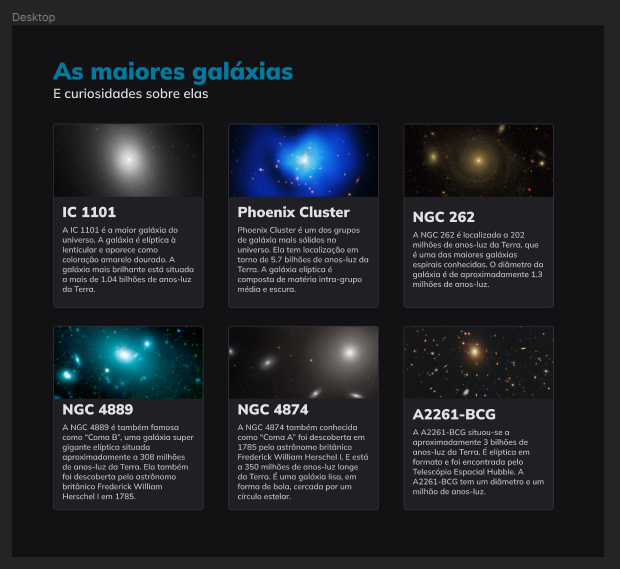 Desktop
As maiores galáxias
E curiosidades sobre elas
IC 1101
A IC 1101 é a maior galáxia do
universo. A galáxia é elíptica à
lenticular e aparece como
coloração amarelo dourado. A
galáxia mais brilhante está situada
a mais de 1.04 bilhões de anos-luz
da Terra.
Phoenix Cluster
Phoenix Cluster é um dos grupos
de galáxia mais sólidos no
universo. Ela tem localização em
torno de 5.7 bilhões de anos-luz da
Terra. A galáxia elíptica é
composta de matéria intra-grupo
média e escura.
NGC 262
A NGC 262 é localizada a 202
milhões de anos-luz da Terra, que
é uma das maiores galáxias
espirais conhecidas. O diâmetro da
galáxia é de aproximadamente 1.3
milhões de anos-luz.
NGC 4889
A NGC 4889 é também famosa
como “Coma B”, uma galáxia super
gigante elíptica situada
aproximadamente a 308 milhões
de anos-luz da Terra. Ela também
foi descoberta pelo astrônomo
britânico Frederick William
Herschel I em 1785.
NGC 4874
A NGC 4874 também conhecida
como “Coma A” foi descoberta em
1785 pelo astrônomo britânico
Frederick William Herschel I. E está
a 350 milhões de anos-luz longe
da Terra. É uma galáxia lisa, em
forma de bola, cercada por um
círculo estelar.
A2261-BCG
A A2261-BCG situou-se a
aproximadamente 3 bilhões de
anos-luz da Terra. É elíptica em
formato e foi encontrada pelo
Telescópio Espacial Hubble. A
A2261-BCG tem um diâmetro e um
milhão de anos-luz.